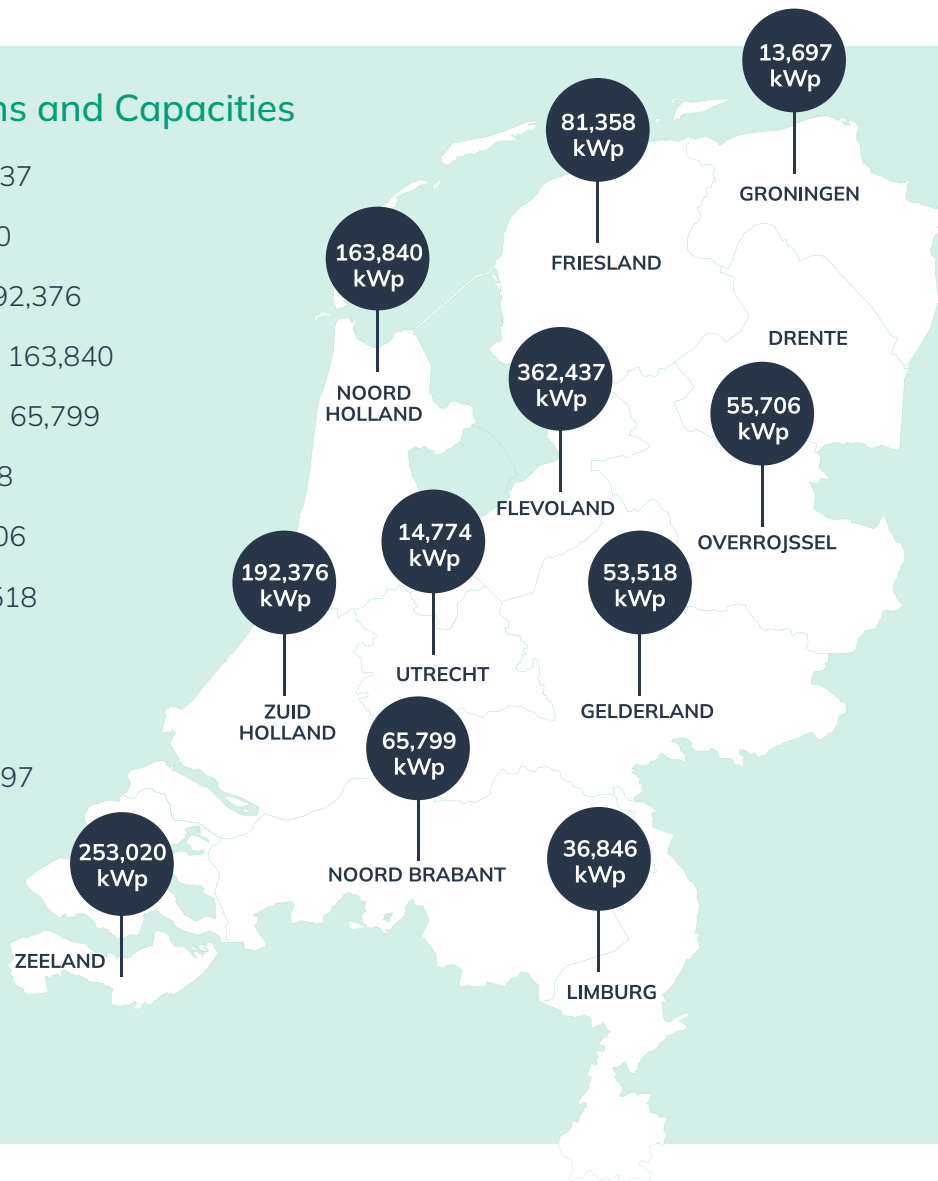 ns and Capacities
37
0
92,376
163,840
65,799
8
06
518
97
13,697
kWp
GRONINGEN
81,358
kWp
FRIESLAND
163,840
kWp
NOORD
HOLLAND
DRENTE
362,437
kWp
FLEVOLAND
55,706
kWp
OVERROJSSEL
14,774
kWp
UTRECHT
192,376
kWp
ZUID
HOLLAND
53,518
kWp
GELDERLAND
65,799
kWp
NOORD BRABANT
253,020
kWp
ZEELAND
36,846
kWp
LIMBURG